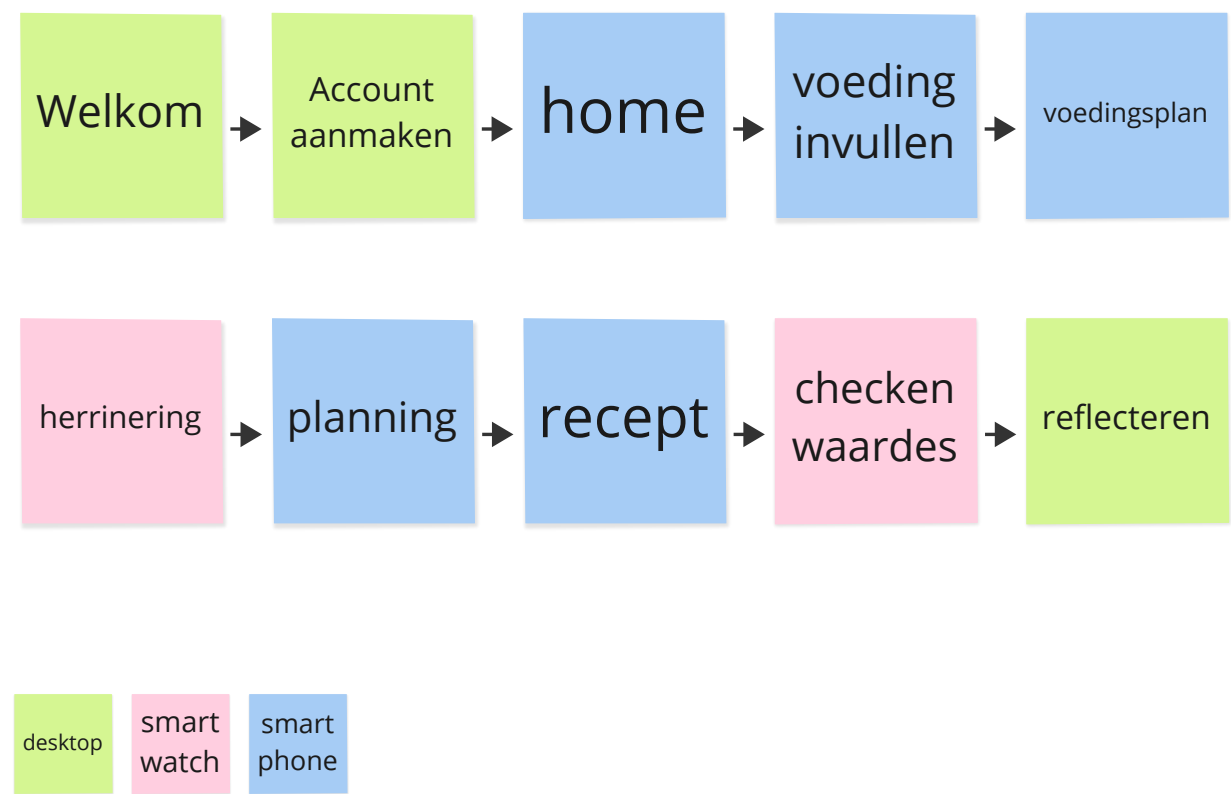 Welkom
Account
aanmaken
home
voeding
invullen
voedingsplan
herrinering
planning
recept
checken
waardes
reflecteren
desktop
smart
watch
smart
phone